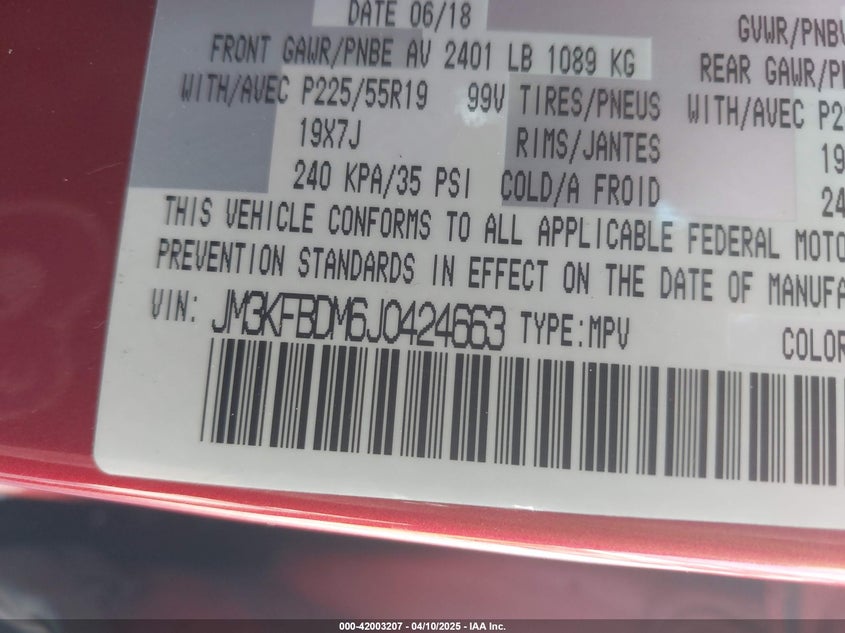 DATE 06/18
GVWR/PNBV
FRONT GAWR/PNBE AV 2401 LB 1089 KG
REAR GAWR/P
WITH/AVEC P225/55R19 99V TIRES/PNEUS WITH/AVEC P2
19X7J RIMS/JANTES 19
240 KPA/35 PSI COLD/A FROID 24
THIS VEHICLE CONFORMS TO ALL APPLICABLE FEDERAL MOTO
PREVENTION STANDARDS IN EFFECT ON THE DATE OF MANUFA
VIN: JM3KFBDM6J0424663 TYPE:MPV COLOR
000-42003207 - 04/10/2025 - IAA Inc.